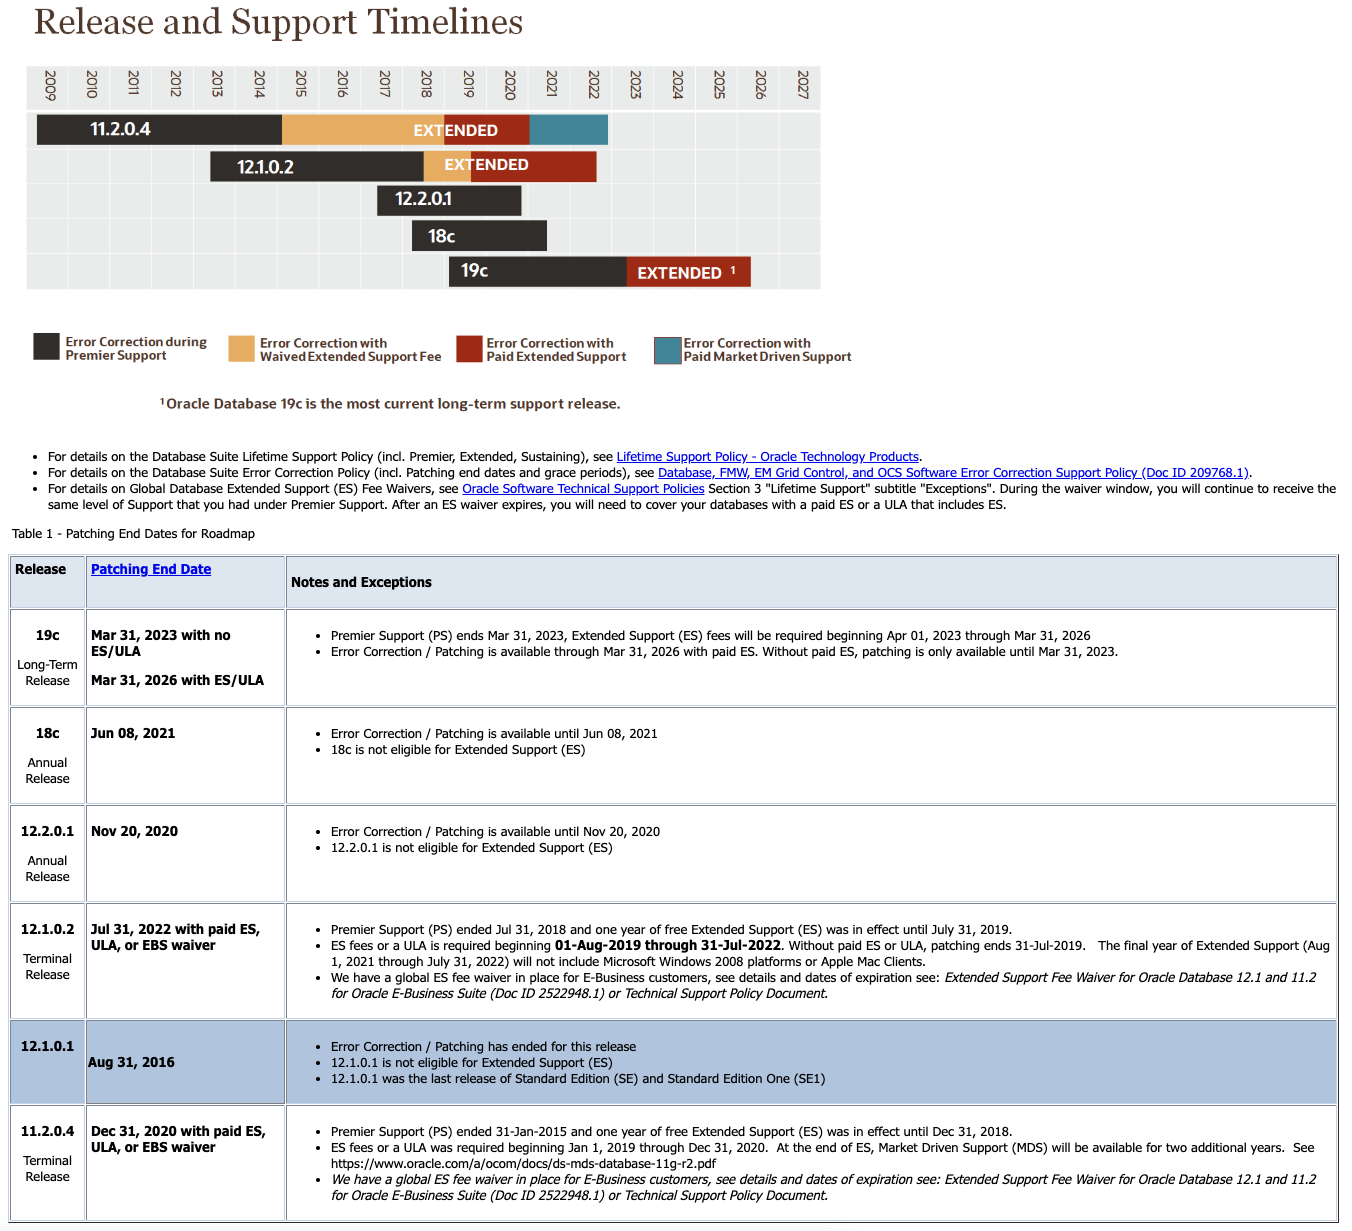 Release and Support Timelines
2009 2010 2011 2012 2013 2014 2015 2016 2017 2018 2019 2020 2021 2022 2023 2024 2025 2026 2027
11.2.0.4 EXTENDED
12.1.0.2 EXTENDED
12.2.0.1
18c
19c EXTENDED 1
Error Correction during
Premier Support
Error Correction with
Waived Extended Support Fee
Error Correction with
Paid Extended Support
Error Correction with
Paid Market Driven Support
1 Oracle Database 19c is the most current long-term support release.
• For details on the Database Suite Lifetime Support Policy (incl. Premier, Extended, Sustaining), see Lifetime Support Policy - Oracle Technology Products.
• For details on the Database Suite Error Correction Policy (incl. Patching end dates and grace periods), see Database, FMW, EM Grid Control, and OCS Software Error Correction Support Policy (Doc ID 209768.1).
• For details on Global Database Extended Support (ES) Fee Waivers, see Oracle Software Technical Support Policies Section 3 "Lifetime Support" subtitle "Exceptions". During the waiver window, you will continue to receive the
same level of Support that you had under Premier Support. After an ES waiver expires, you will need to cover your databases with a paid ES or a ULA that includes ES.
Table 1 - Patching End Dates for Roadmap
Release
Patching End Date
Notes and Exceptions
19c
Long-Term
Release
Mar 31, 2023 with no
ES/ULA
Mar 31, 2026 with ES/ULA
• Premier Support (PS) ends Mar 31, 2023, Extended Support (ES) fees will be required beginning Apr 01, 2023 through Mar 31, 2026
• Error Correction / Patching is available through Mar 31, 2026 with paid ES. Without paid ES, patching is only available until Mar 31, 2023.
18c
Annual
Release
Jun 08, 2021
• Error Correction / Patching is available until Jun 08, 2021
• 18c is not eligible for Extended Support (ES)
12.2.0.1
Annual
Release
Nov 20, 2020
• Error Correction / Patching is available until Nov 20, 2020
• 12.2.0.1 is not eligible for Extended Support (ES)
12.1.0.2
Terminal
Release
Jul 31, 2022 with paid ES,
ULA, or EBS waiver
• Premier Support (PS) ended Jul 31, 2018 and one year of free Extended Support (ES) was in effect until July 31, 2019.
• ES fees or a ULA is required beginning 01-Aug-2019 through 31-Jul-2022. Without paid ES or ULA, patching ends 31-Jul-2019. The final year of Extended Support (Aug
1, 2021 through July 31, 2022) will not include Microsoft Windows 2008 platforms or Apple Mac Clients.
• We have a global ES fee waiver in place for E-Business customers, see details and dates of expiration see: Extended Support Fee Waiver for Oracle Database 12.1 and 11.2
for Oracle E-Business Suite (Doc ID 2522948.1) or Technical Support Policy Document.
12.1.0.1
Aug 31, 2016
• Error Correction / Patching has ended for this release
• 12.1.0.1 is not eligible for Extended Support (ES)
• 12.1.0.1 was the last release of Standard Edition (SE) and Standard Edition One (SE1)
11.2.0.4
Terminal
Release
Dec 31, 2020 with paid ES,
ULA, or EBS waiver
• Premier Support (PS) ended 31-Jan-2015 and one year of free Extended Support (ES) was in effect until Dec 31, 2018.
• ES fees or a ULA was required beginning Jan 1, 2019 through Dec 31, 2020. At the end of ES, Market Driven Support (MDS) will be available for two additional years. See
https://www.oracle.com/a/ocom/docs/ds-mds-database-11g-r2.pdf
• We have a global ES fee waiver in place for E-Business customers, see details and dates of expiration see: Extended Support Fee Waiver for Oracle Database 12.1 and 11.2
for Oracle E-Business Suite (Doc ID 2522948.1) or Technical Support Policy Document.